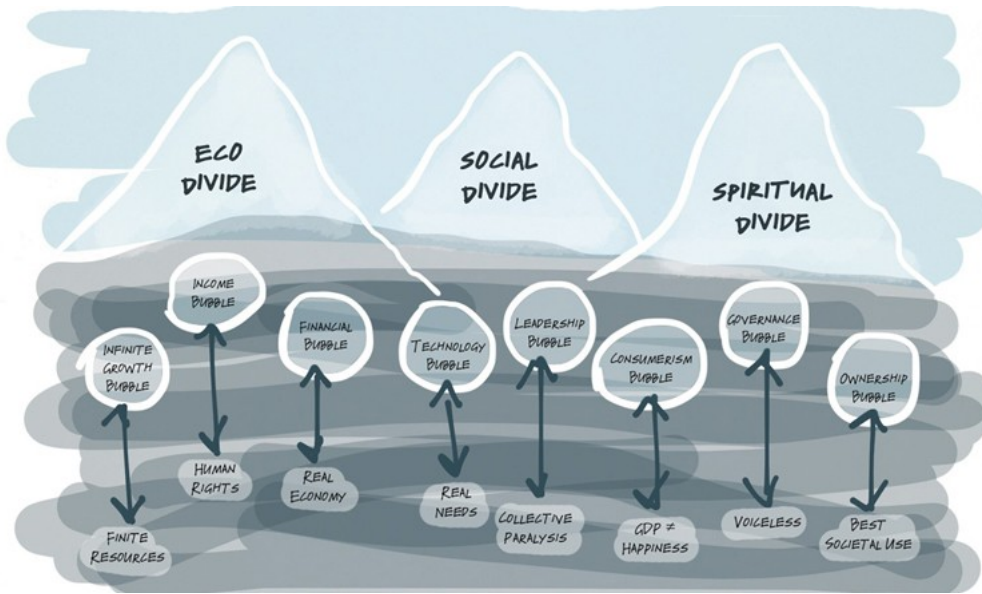 ECO
DIVIDE
SOCIAL
DIVIDE
SPIRITUAL
DIVIDE
INFINITE
GROWTH
BUBBLE
INCOME
BUBBLE
FINANCIAL
BUBBLE
TECHNOLOGY
BUBBLE
LEADERSHIP
BUBBLE
CONSUMERISM
BUBBLE
GOVERNANCE
BUBBLE
OWNERSHIP
BUBBLE
FINITE
RESOURCES
HUMAN
RIGHTS
REAL
ECONOMY
REAL
NEEDS
COLLECTIVE
PARALYSIS
GDP ≠
HAPPINESS
VOICELESS
BEST
SOCIETAL USE